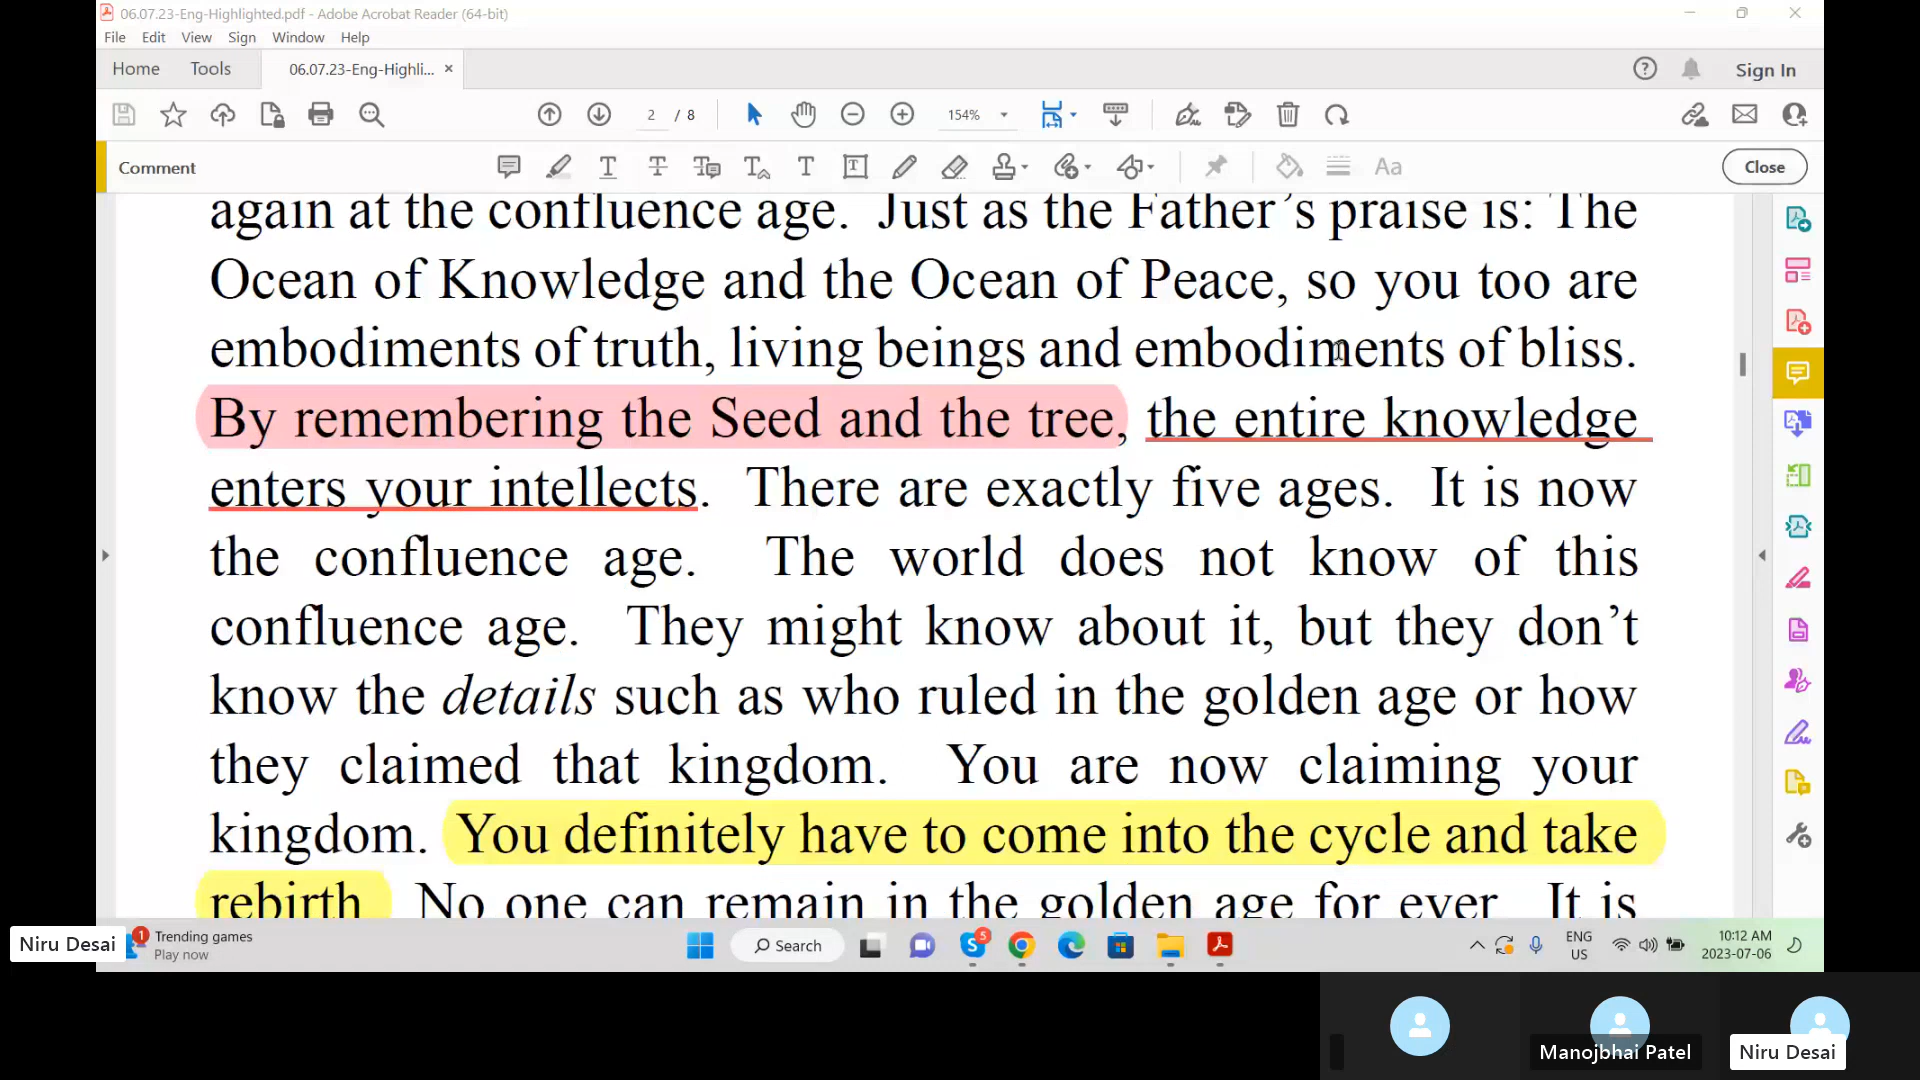 06.07.23-Eng-Highlighted.pdf - Adobe Acrobat Reader (64-bit)
File Edit View Sign Window Help
Home Tools 06.07.23-Eng-Highli... × Sign In
2 / 8 154%
Comment Close
again at the confluence age. Just as the Father’s praise is: The
Ocean of Knowledge and the Ocean of Peace, so you too are
embodiments of truth, living beings and embodiments of bliss.
By remembering the Seed and the tree, the entire knowledge
enters your intellects. There are exactly five ages. It is now
the confluence age. The world does not know of this
confluence age. They might know about it, but they don’t
know the details such as who ruled in the golden age or how
they claimed that kingdom. You are now claiming your
kingdom. You definitely have to come into the cycle and take
rebirth No one can remain in the golden age for ever It is
Niru Desai
1
Trending games
Play now
Search
5
ENG
US
10:12 AM
2023-07-06
Manojbhai Patel
Niru Desai